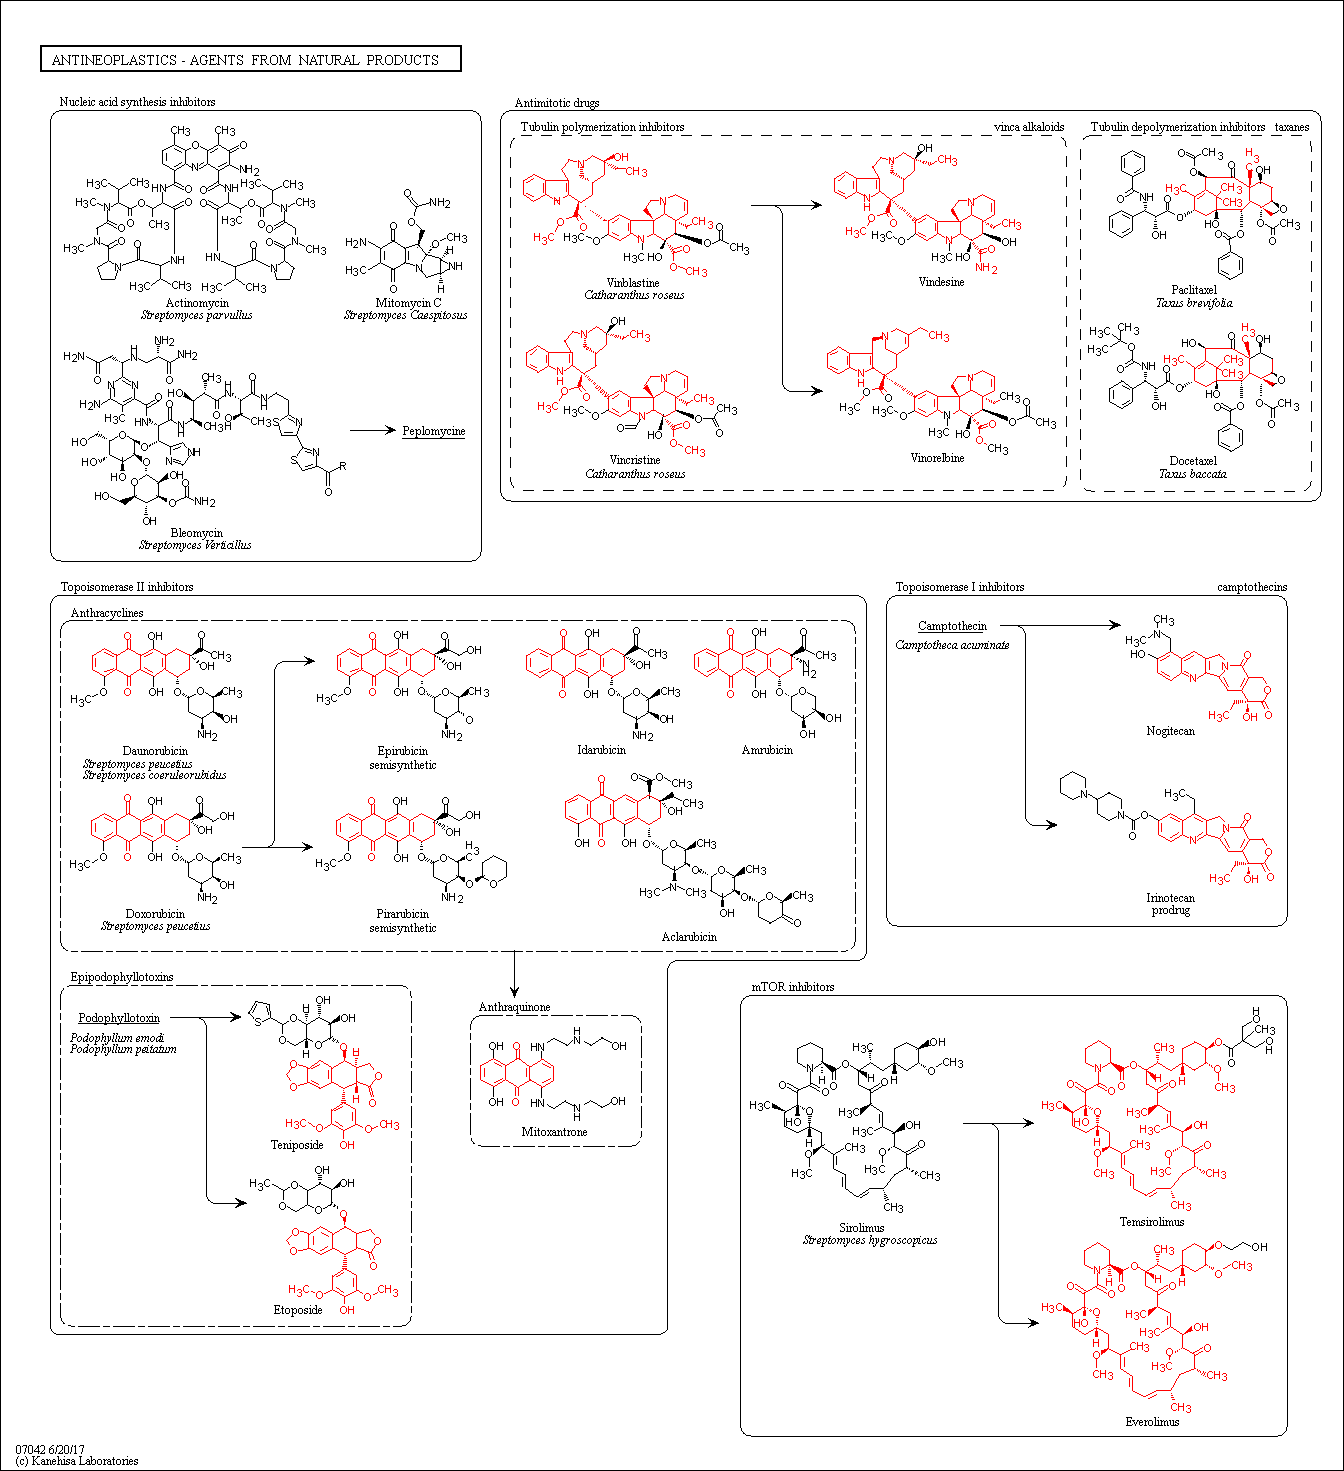 ANTINEOPLASTICS - AGENTS FROM NATURAL PRODUCTS
Nucleic acid synthesis inhibitors
Actinomycin
Streptomyces parvullus
Mitomycin C
Streptomyces Caespitosus
Bleomycin
Streptomyces Verticillus
Peplomycine
Antimitotic drugs
Tubulin polymerization inhibitors
vinca alkaloids
Vinblastine
Catharanthus roseus
Vindesine
Vincristine
Catharanthus roseus
Vinorelbine
Tubulin depolymerization inhibitors taxanes
Paclitaxel
Taxus brevifolia
Docetaxel
Taxus baccata
Topoisomerase II inhibitors
Anthracyclines
Daunorubicin
Streptomyces peucetius
Streptomyces coeruleorubidus
Epirubicin
semisynthetic
Idarubicin
Amrubicin
Doxorubicin
Streptomyces peucetius
Pirarubicin
semisynthetic
Aclarubicin
Epipodophyllotoxins
Podophyllotoxin
Podophyllum emodi
Podophyllum peltatum
Teniposide
Etoposide
Anthraquinone
Mitoxantrone
Topoisomerase I inhibitors
camptothecins
Camptothecin
Camptotheca acuminate
Nogitecan
Irinotecan
prodrug
mTOR inhibitors
Sirolimus
Streptomyces hygroscopicus
Temsirolimus
Everolimus
07042 6/20/17
(c) Kanehisa Laboratories